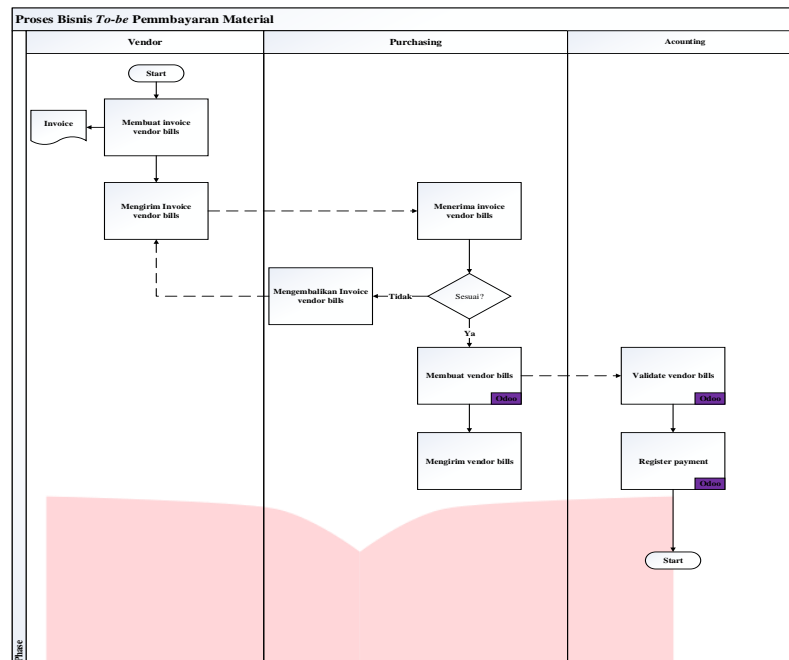 Proses Bisnis To-be Pemmbayaran Material
Vendor
Purchasing
Acounting
Start
Invoice
Membuat invoice
vendor bills
Mengirim Invoice
vendor bills
Menerima invoice
vendor bills
Mengembalikan Invoice
vendor bills
Tidak
Sesuai?
Ya
Membuat vendor bills
Odoo
Validate vendor bills
Odoo
Mengirim vendor bills
Register payment
Odoo
Start
Phase